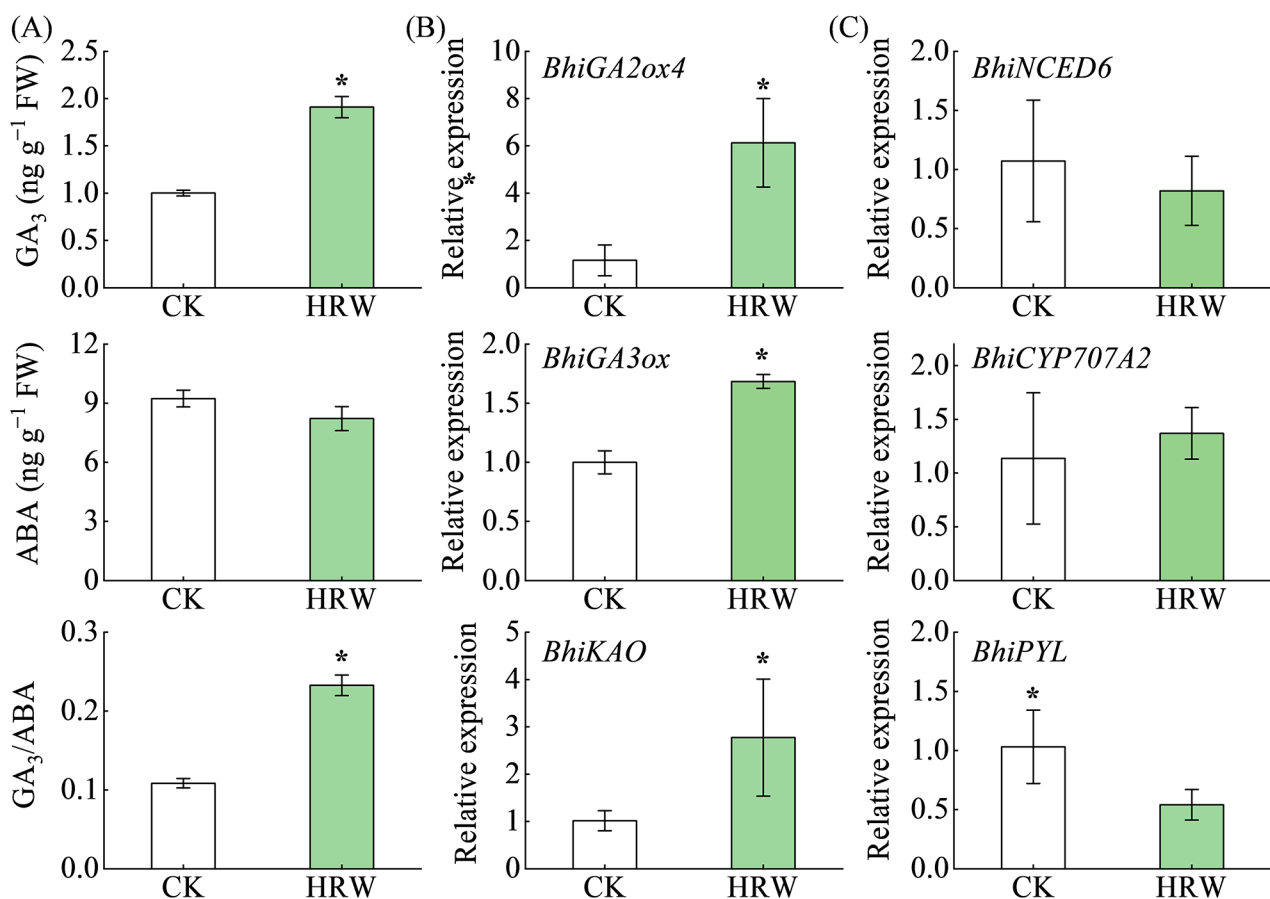 (A)
GA₃ (ng g⁻¹ FW)
2.5
2.0
1.5
1.0
0.5
0.0
*
CK HRW
ABA (ng g⁻¹ FW)
12
9
6
3
0
CK HRW
GA₃/ABA
0.3
0.2
0.1
0.0
*
CK HRW
(B)
Relative expression
*
10
8
6
4
2
0
BhiGA2ox4
*
CK HRW
Relative expression
2.0
1.5
1.0
0.5
0.0
BhiGA3ox
*
CK HRW
Relative expression
5
4
3
2
1
0
BhiKAO
*
CK HRW
(C)
Relative expression
2.0
1.5
1.0
0.5
0.0
BhiNCED6
CK HRW
Relative expression
2.0
1.5
1.0
0.5
0.0
BhiCYP707A2
CK HRW
Relative expression
2.0
1.5
1.0
0.5
0.0
BhiPYL
*
CK HRW